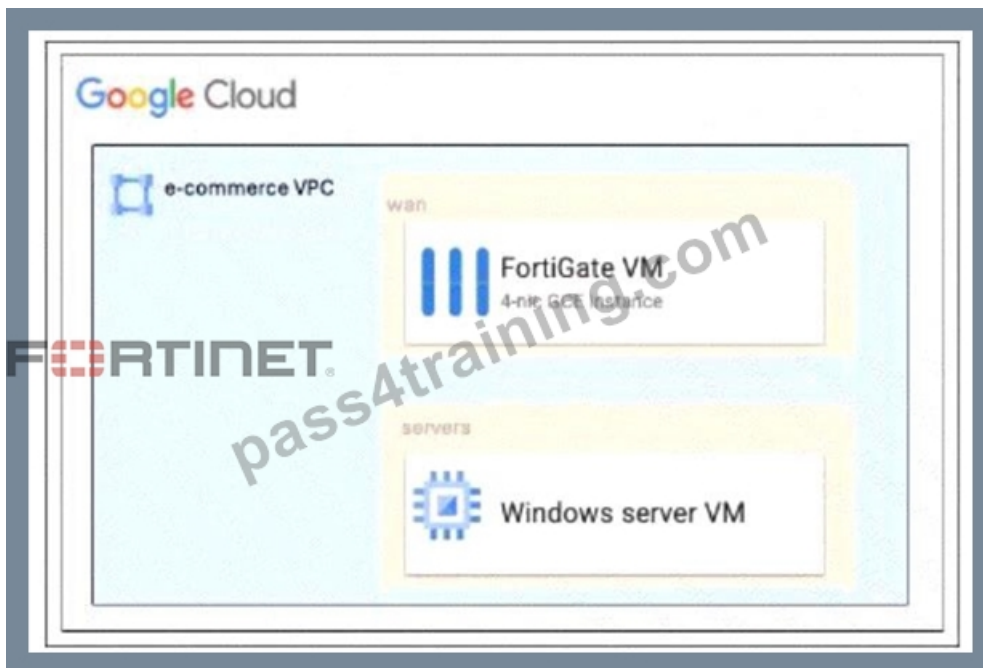 Google Cloud
e-commerce VPC
wan
FortiGate VM
4-nic GCE instance
FORTINET
pass4training.com
servers
Windows server VM